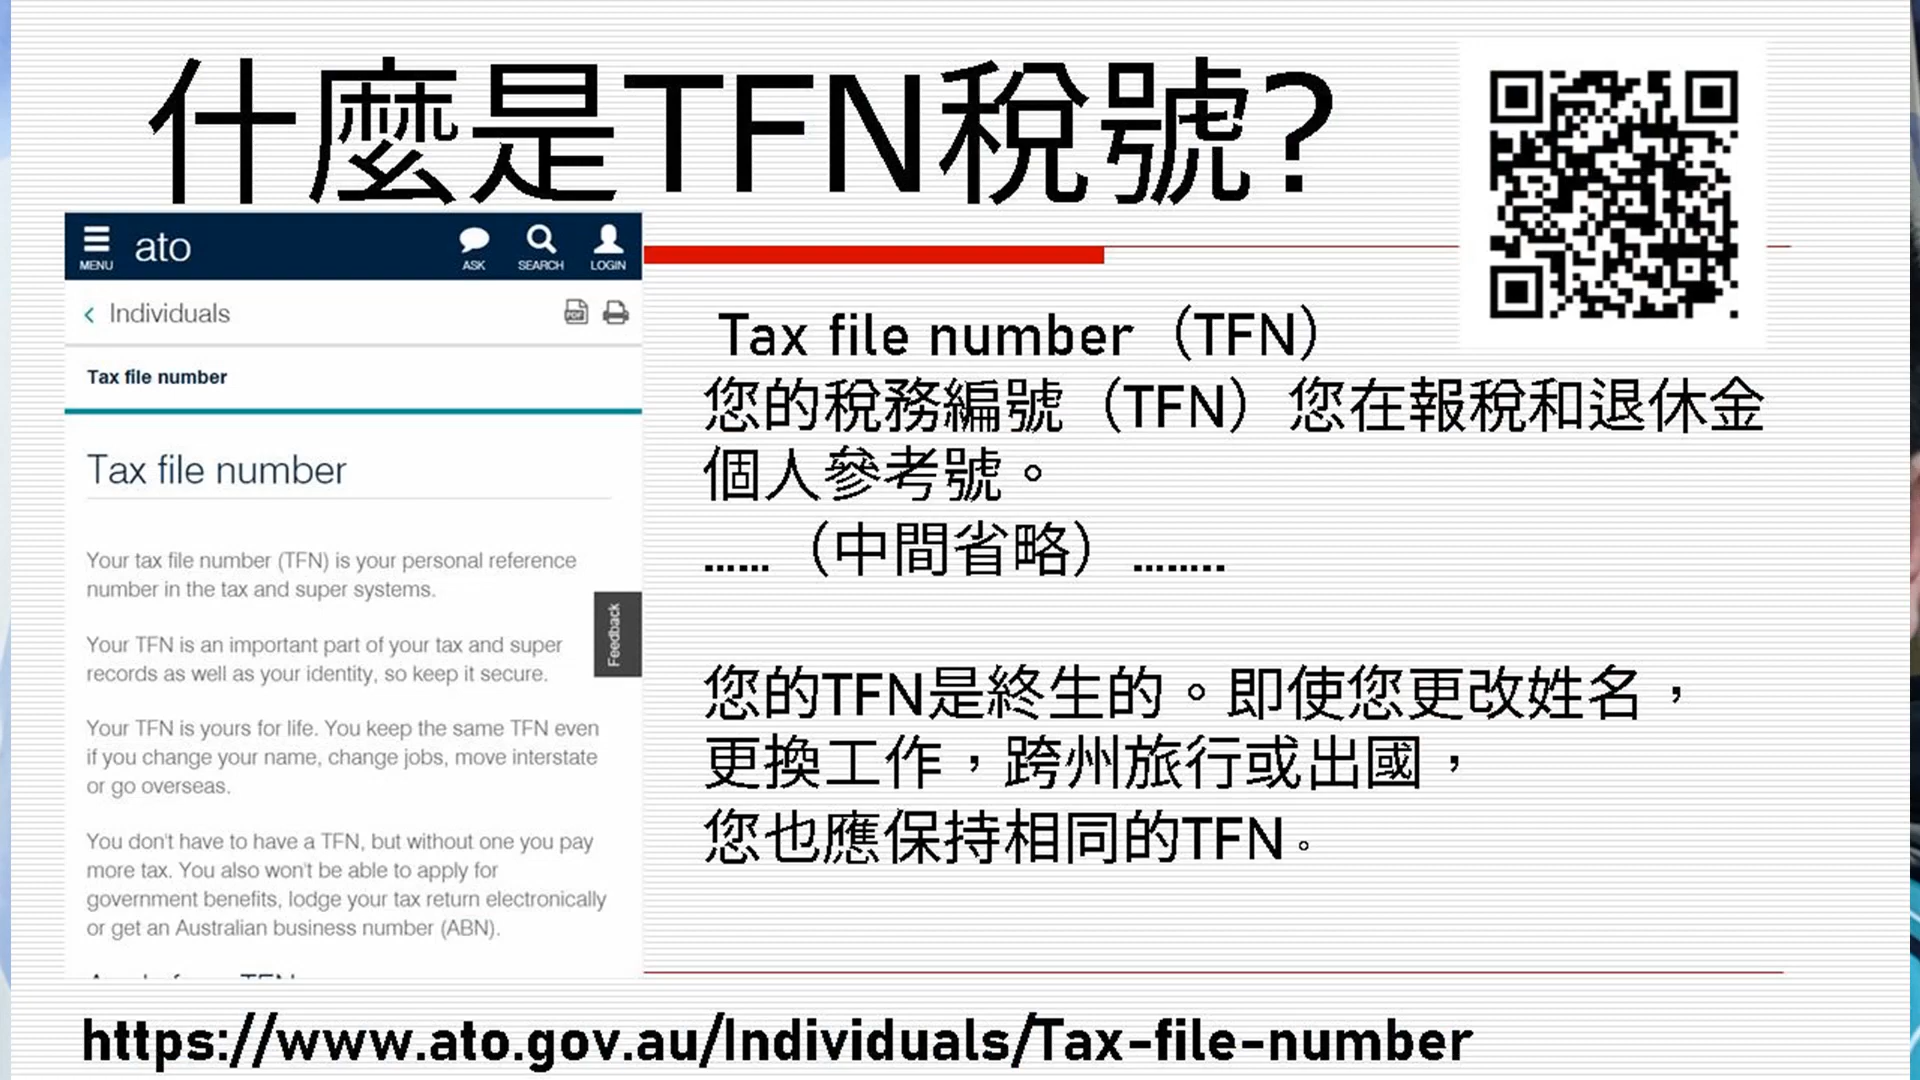 什麼是TFN稅號?
MENU
ato
ASK
SEARCH
LOGIN
Individuals
PDF
Tax file number
Tax file number
Your tax file number (TFN) is your personal reference
number in the tax and super systems.
Your TFN is an important part of your tax and super
records as well as your identity, so keep it secure.
Feedback
Your TFN is yours for life. You keep the same TFN even
if you change your name, change jobs, move interstate
or go overseas.
You don't have to have a TFN, but without one you pay
more tax. You also won't be able to apply for
government benefits, lodge your tax return electronically
or get an Australian business number (ABN).
Tax file number（TFN）
您的稅務編號（TFN）您在報稅和退休金
個人參考號。
......（中間省略）........
您的TFN是終生的。即使您更改姓名，
更換工作，跨州旅行或出國，
您也應保持相同的TFN。
https://www.ato.gov.au/Individuals/Tax-file-number